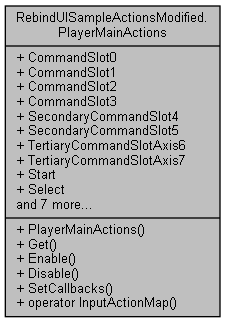 RebindUISampleActionsModified.
PlayerMainActions
+ CommandSlot0
+ CommandSlot1
+ CommandSlot2
+ CommandSlot3
+ SecondaryCommandSlot4
+ SecondaryCommandSlot5
+ TertiaryCommandSlotAxis6
+ TertiaryCommandSlotAxis7
+ Start
+ Select
and 7 more...
+ PlayerMainActions()
+ Get()
+ Enable()
+ Disable()
+ SetCallbacks()
+ operator InputActionMap()